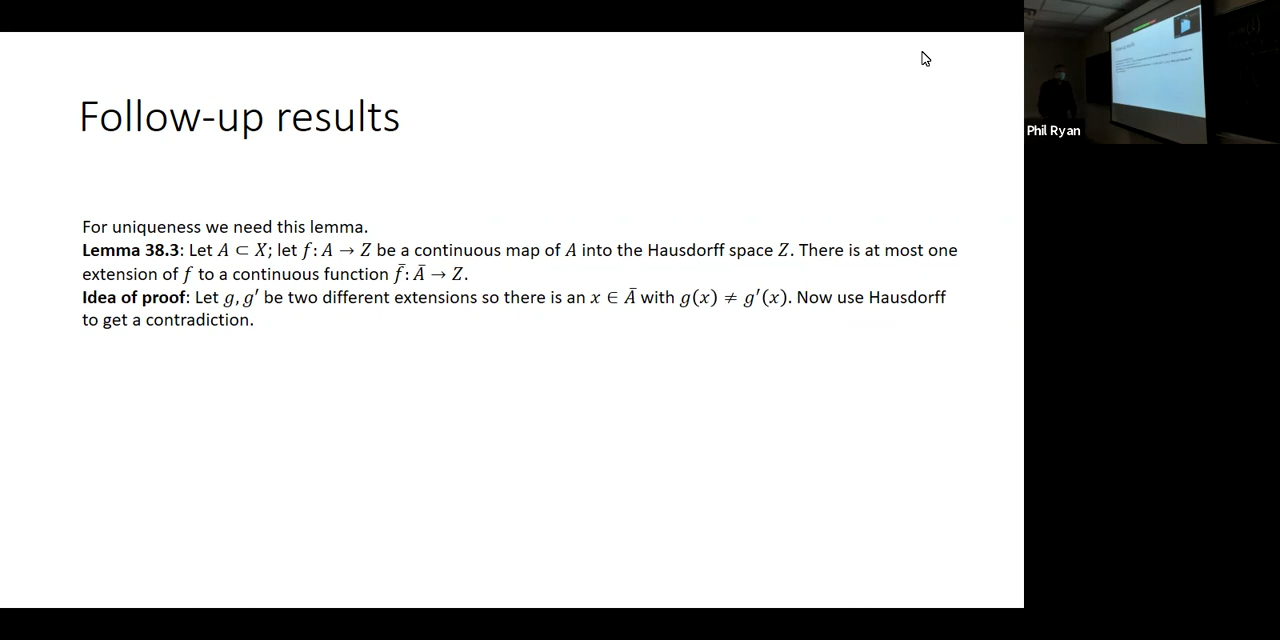 Follow-up results
For uniqueness we need this lemma.
Lemma 38.3: Let A ⊂ X; let f: A → Z be a continuous map of A into the Hausdorff space Z. There is at most one
extension of f to a continuous function f̄: Ā → Z.
Idea of proof: Let g, g′ be two different extensions so there is an x ∈ Ā with g(x) ≠ g′(x). Now use Hausdorff
to get a contradiction.
Phil Ryan